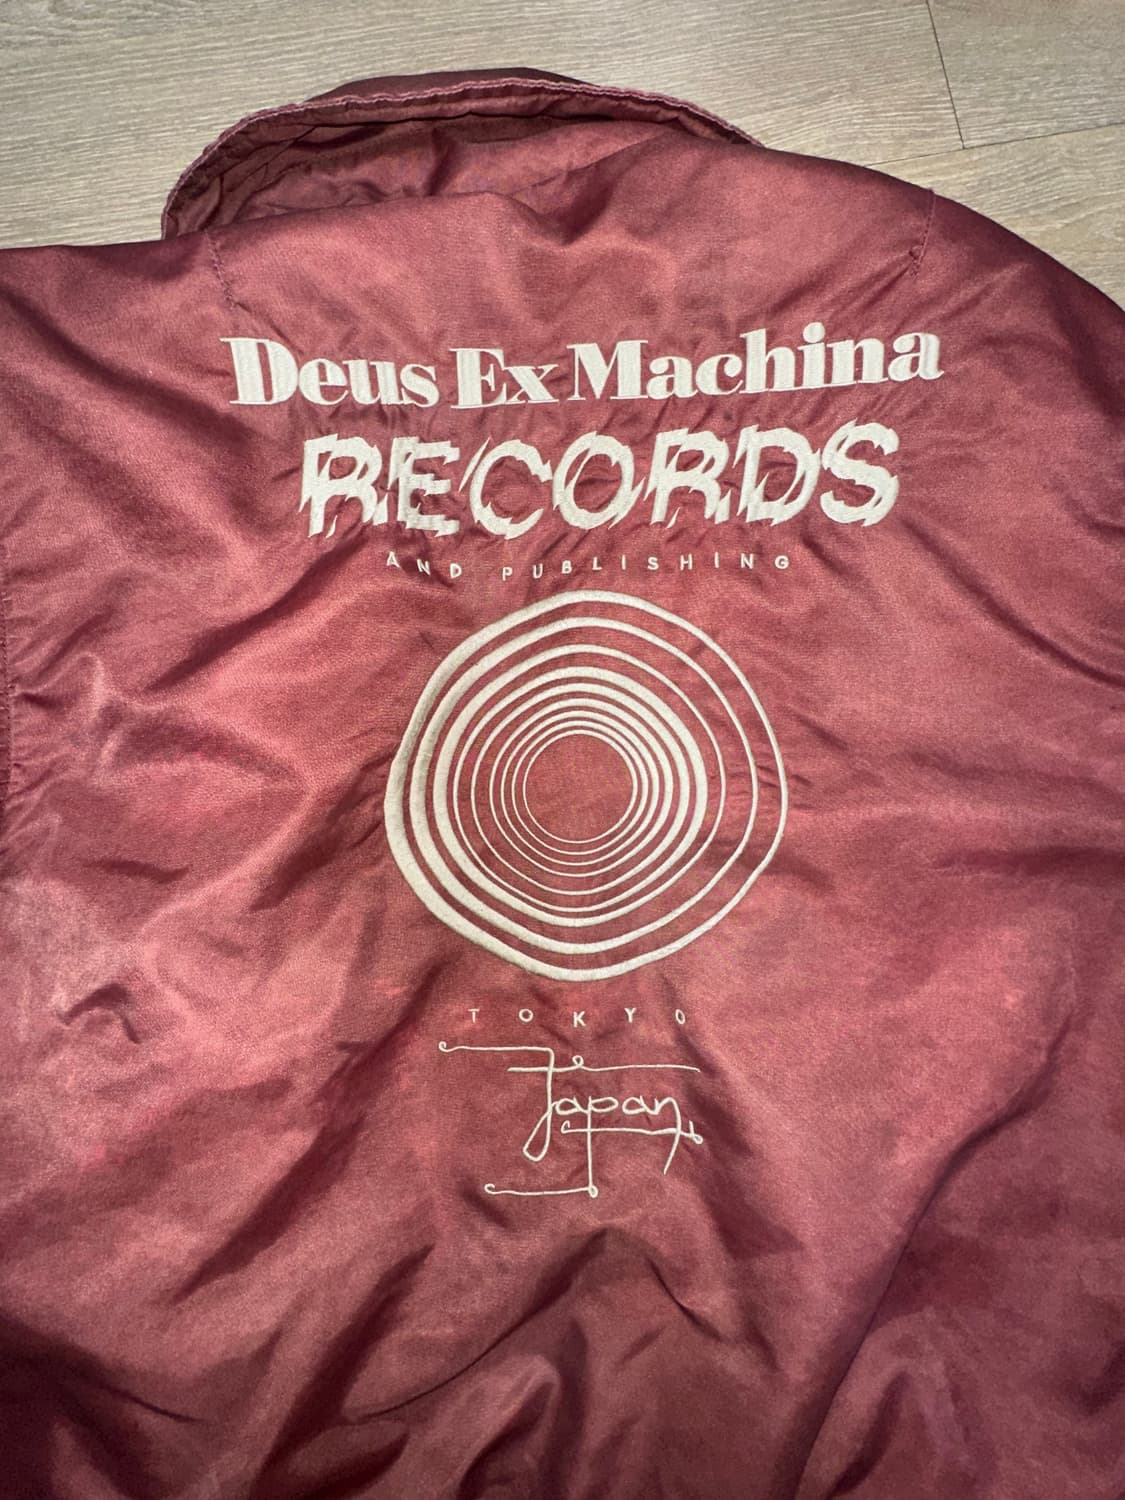 Deus Ex Machina
RECORDS
AND PUBLISHING
TOKYO
Japan